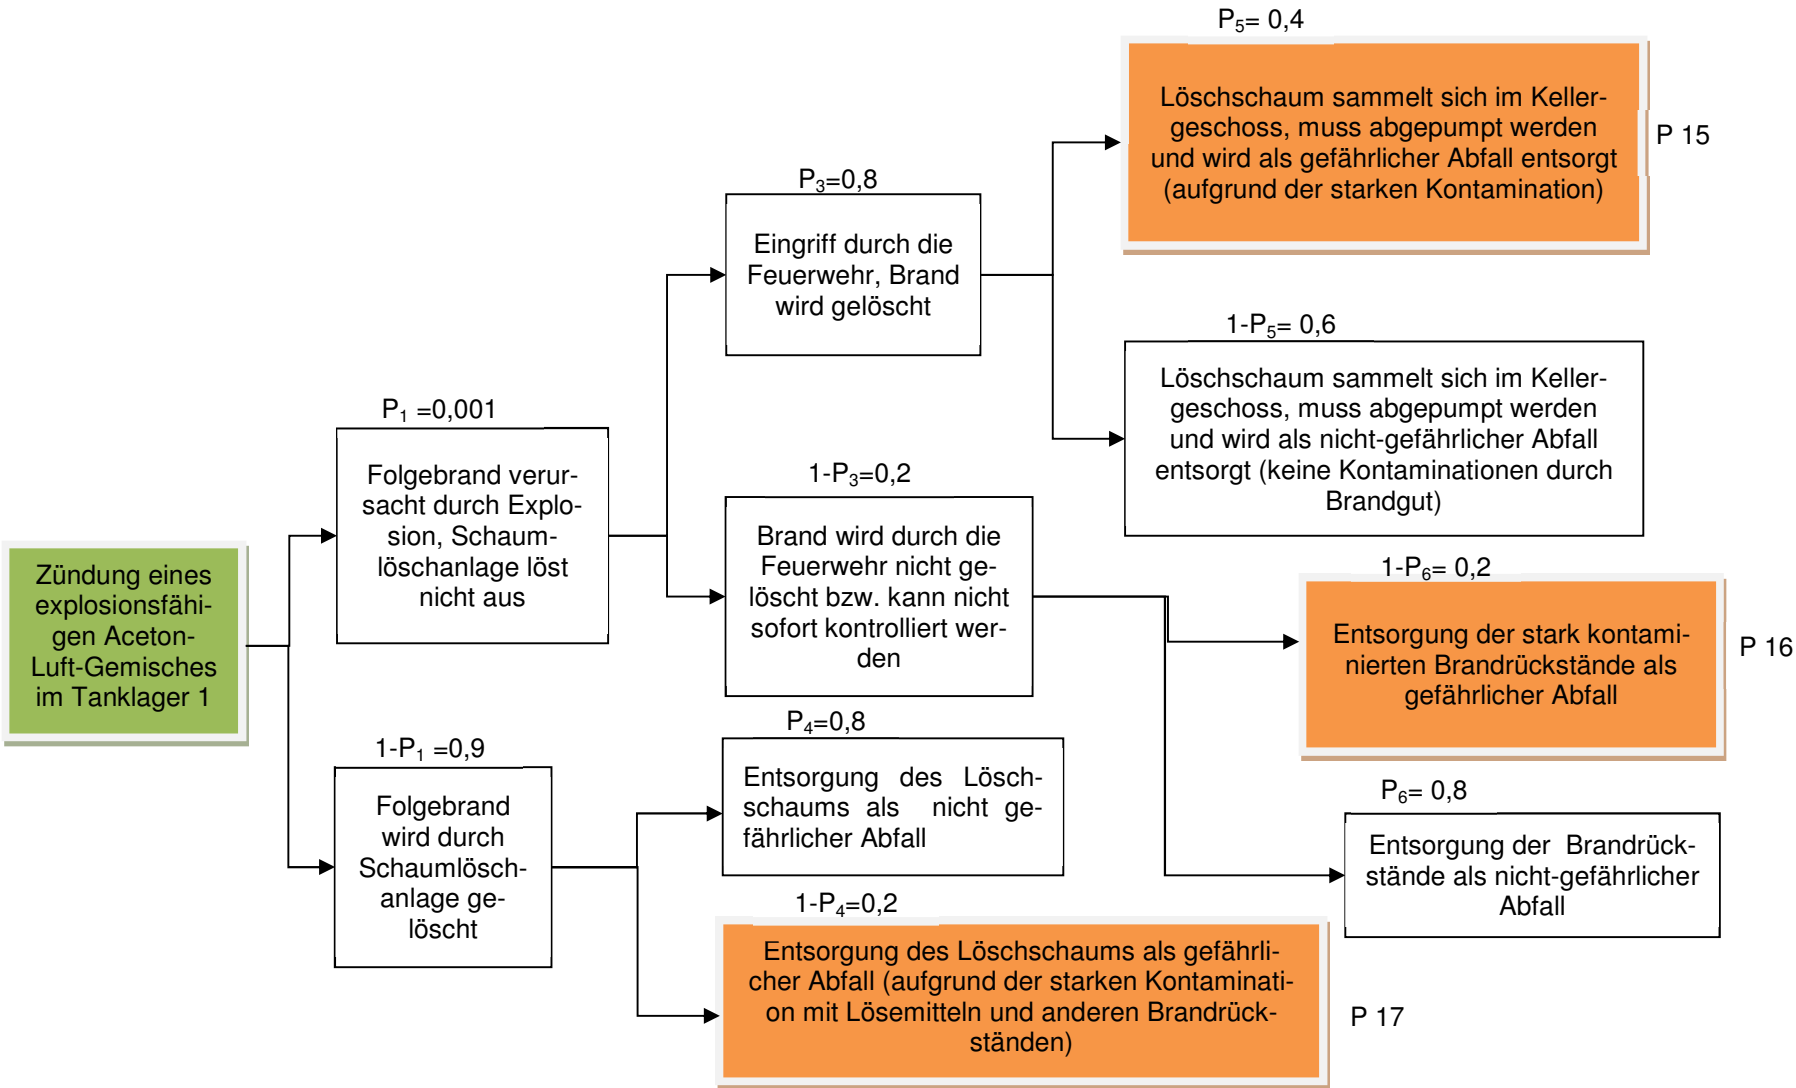 P5= 0,4
Löschschaum sammelt sich im Keller-
geschoss, muss abgepumpt werden
und wird als gefährlicher Abfall entsorgt
(aufgrund der starken Kontamination)
P 15
P3=0,8
Eingriff durch die
Feuerwehr, Brand
wird gelöscht
1-P5= 0,6
Löschschaum sammelt sich im Keller-
geschoss, muss abgepumpt werden
und wird als nicht-gefährlicher Abfall
entsorgt (keine Kontaminationen durch
Brandgut)
P1 =0,001
Folgebrand verur-
sacht durch Explo-
sion, Schaum-
löschanlage löst
nicht aus
1-P3=0,2
Brand wird durch die
Feuerwehr nicht ge-
löscht bzw. kann nicht
sofort kontrolliert wer-
den
Zündung eines
explosionsfähi-
gen Aceton-
Luft-Gemisches
im Tanklager 1
1-P6= 0,2
Entsorgung der stark kontami-
nierten Brandrückstände als
gefährlicher Abfall
P 16
P4=0,8
Entsorgung des Lösch-
schaums als nicht ge-
fährlicher Abfall
1-P1 =0,9
Folgebrand
wird durch
Schaumlösch-
anlage ge-
löscht
P6= 0,8
Entsorgung der Brandrück-
stände als nicht-gefährlicher
Abfall
1-P4=0,2
Entsorgung des Löschschaums als gefährli-
cher Abfall (aufgrund der starken Kontaminati-
on mit Lösemitteln und anderen Brandrück-
ständen)
P 17